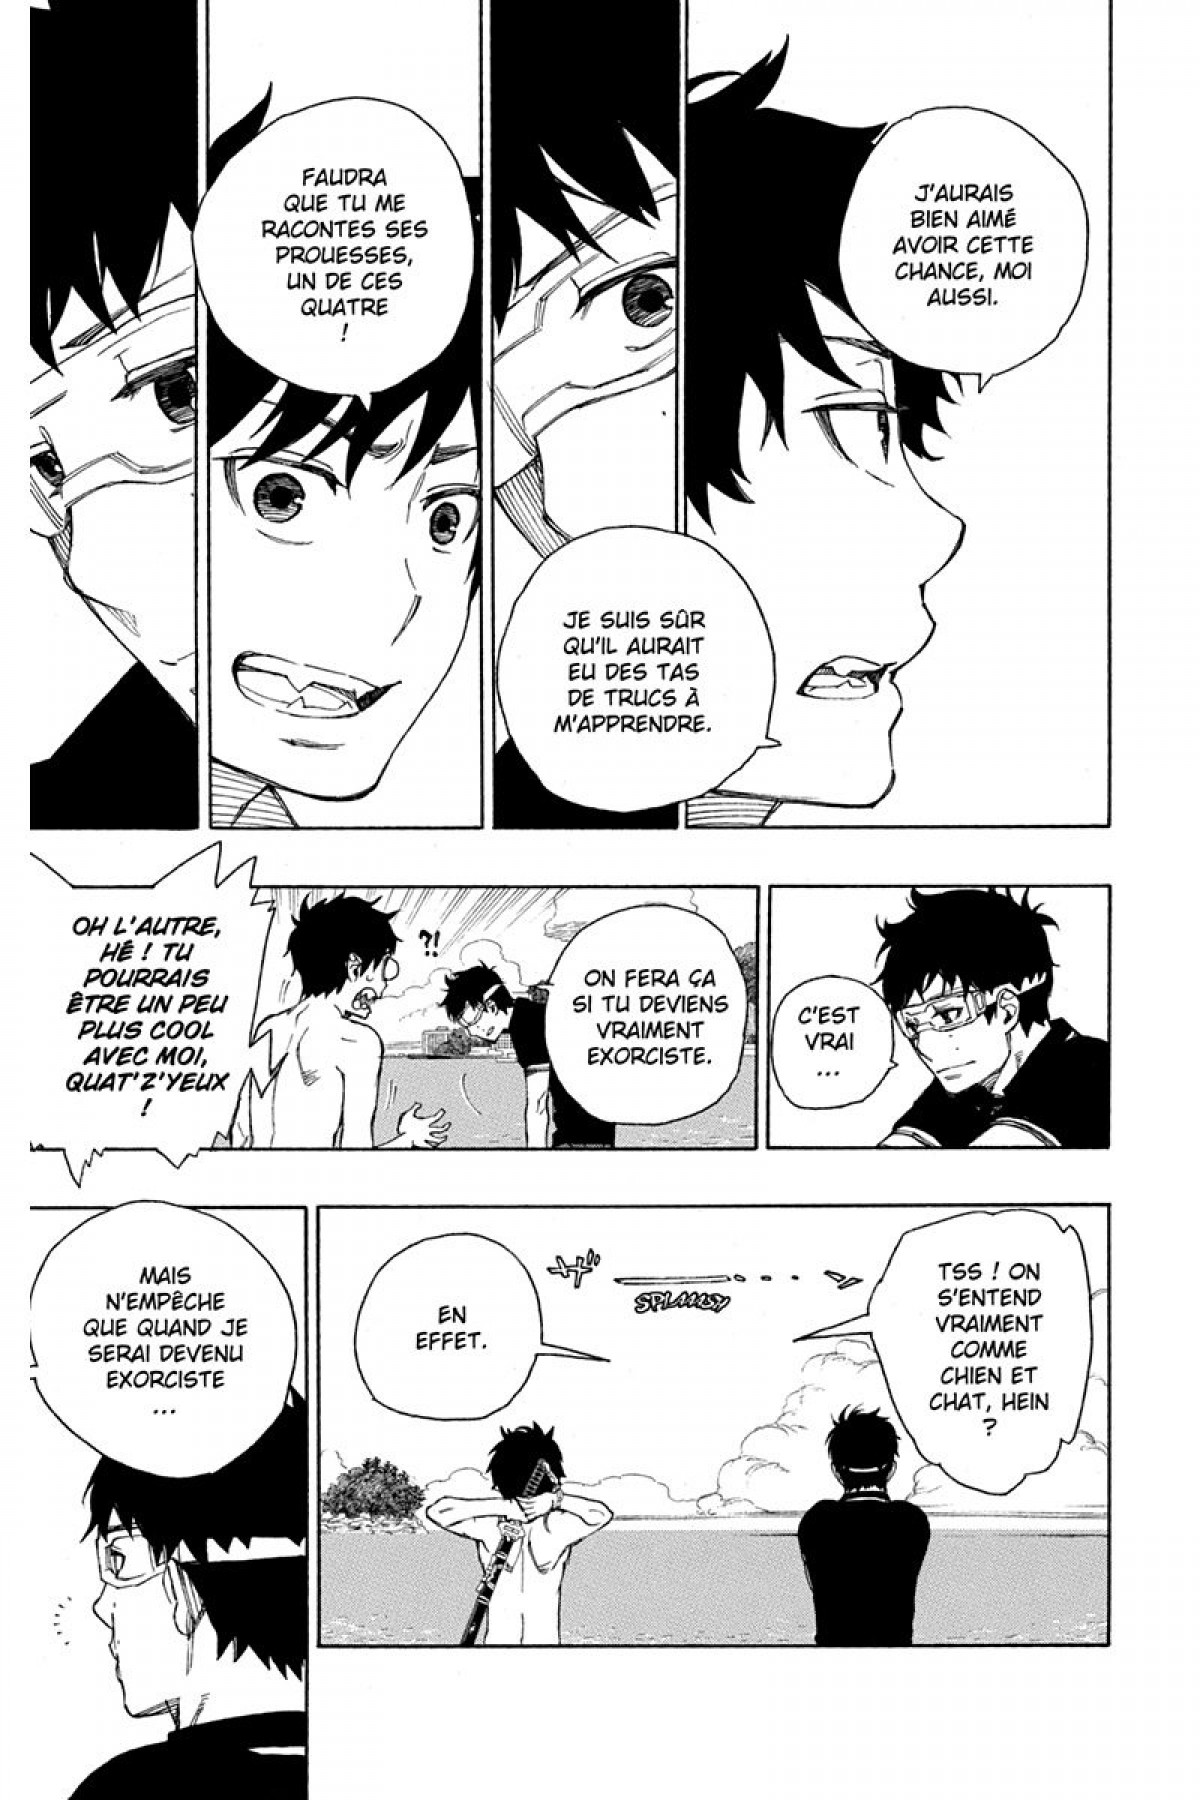 J'AURAIS
BIEN AIMÉ
AVOIR CETTE
CHANCE, MOI
AUSSI.
JE SUIS SÛR
QU'IL AURAIT
EU DES TAS
DE TRUCS À
M'APPRENDRE.
FAUDRA
QUE TU ME
RACONTES SES
PROUESSES,
UN DE CES
QUATRE
!
C'EST
VRAI
...
ON FERA ÇA
SI TU DEVIENS
VRAIMENT
EXORCISTE.
?!
OH L'AUTRE,
HÉ ! TU
POURRAIS
ÊTRE UN PEU
PLUS COOL
AVEC MOI,
QUAT'Z'YEUX
!
TSS ! ON
S'ENTEND
VRAIMENT
COMME
CHIEN ET
CHAT, HEIN
?
SPLAAASH
EN
EFFET.
MAIS
N'EMPÊCHE
QUE QUAND JE
SERAI DEVENU
EXORCISTE
...